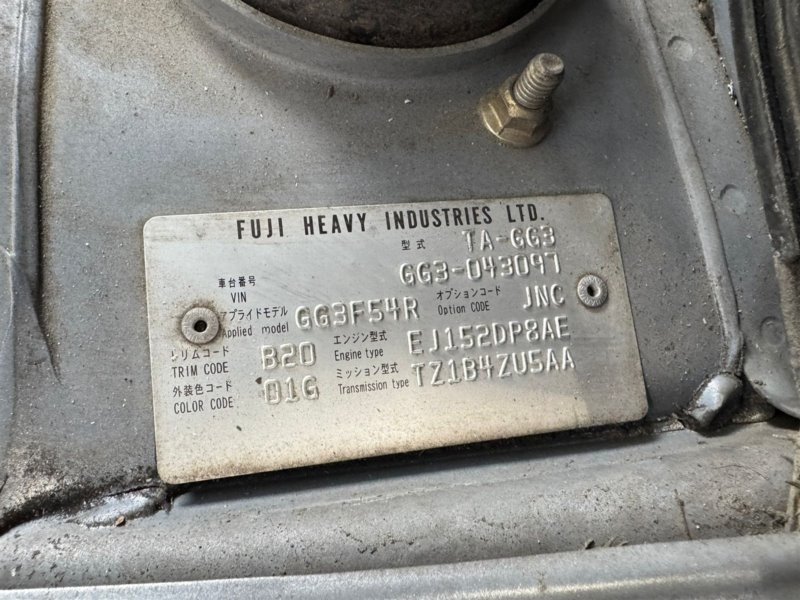 FUJI HEAVY INDUSTRIES LTD.
型式 TA-GG3
車台番号 VIN GG3-043097
アプライドモデル Applied model GG3F54R オプションコード Option CODE JNC
トリムコード TRIM CODE B20 エンジン型式 Engine type EJ152DP8AE
外装色コード COLOR CODE 01G ミッション型式 Transmission type TZ1B4ZU5AA